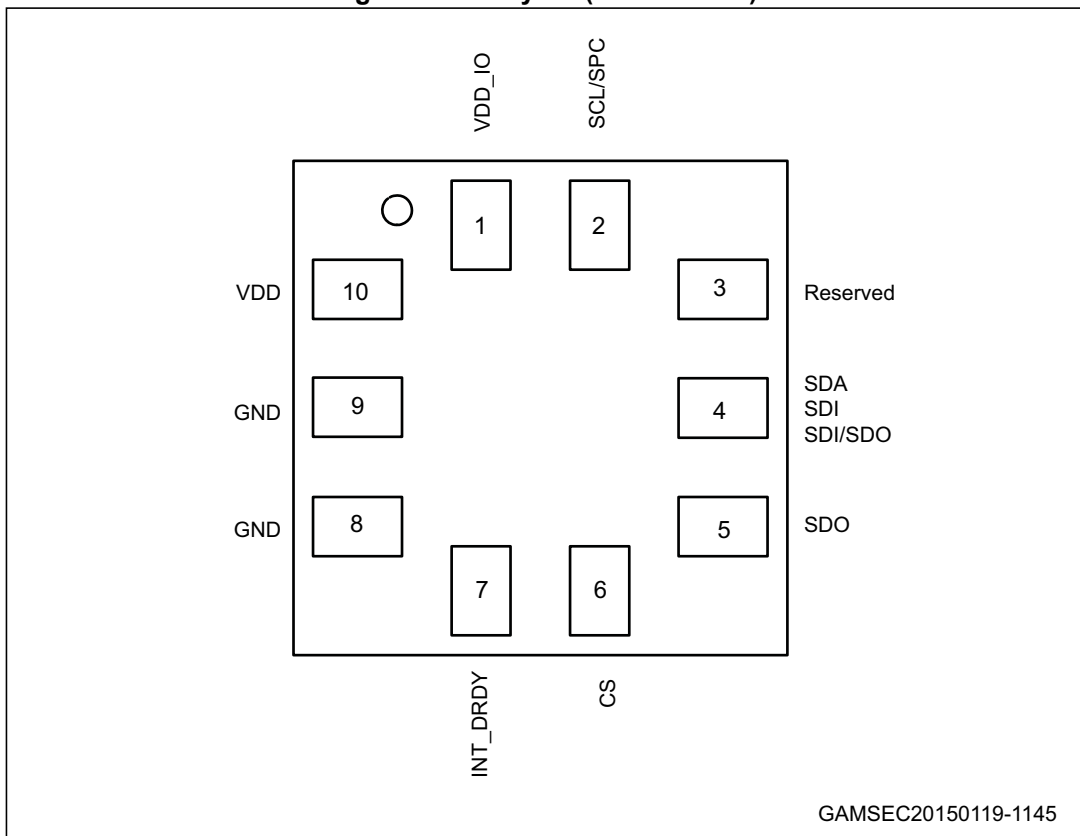 VDD_IO
SCL/SPC
1
2
VDD
10
3
Reserved
GND
9
4
SDA
SDI
SDI/SDO
GND
8
5
SDO
7
6
INT_DRDY
CS
GAMSEC20150119-1145